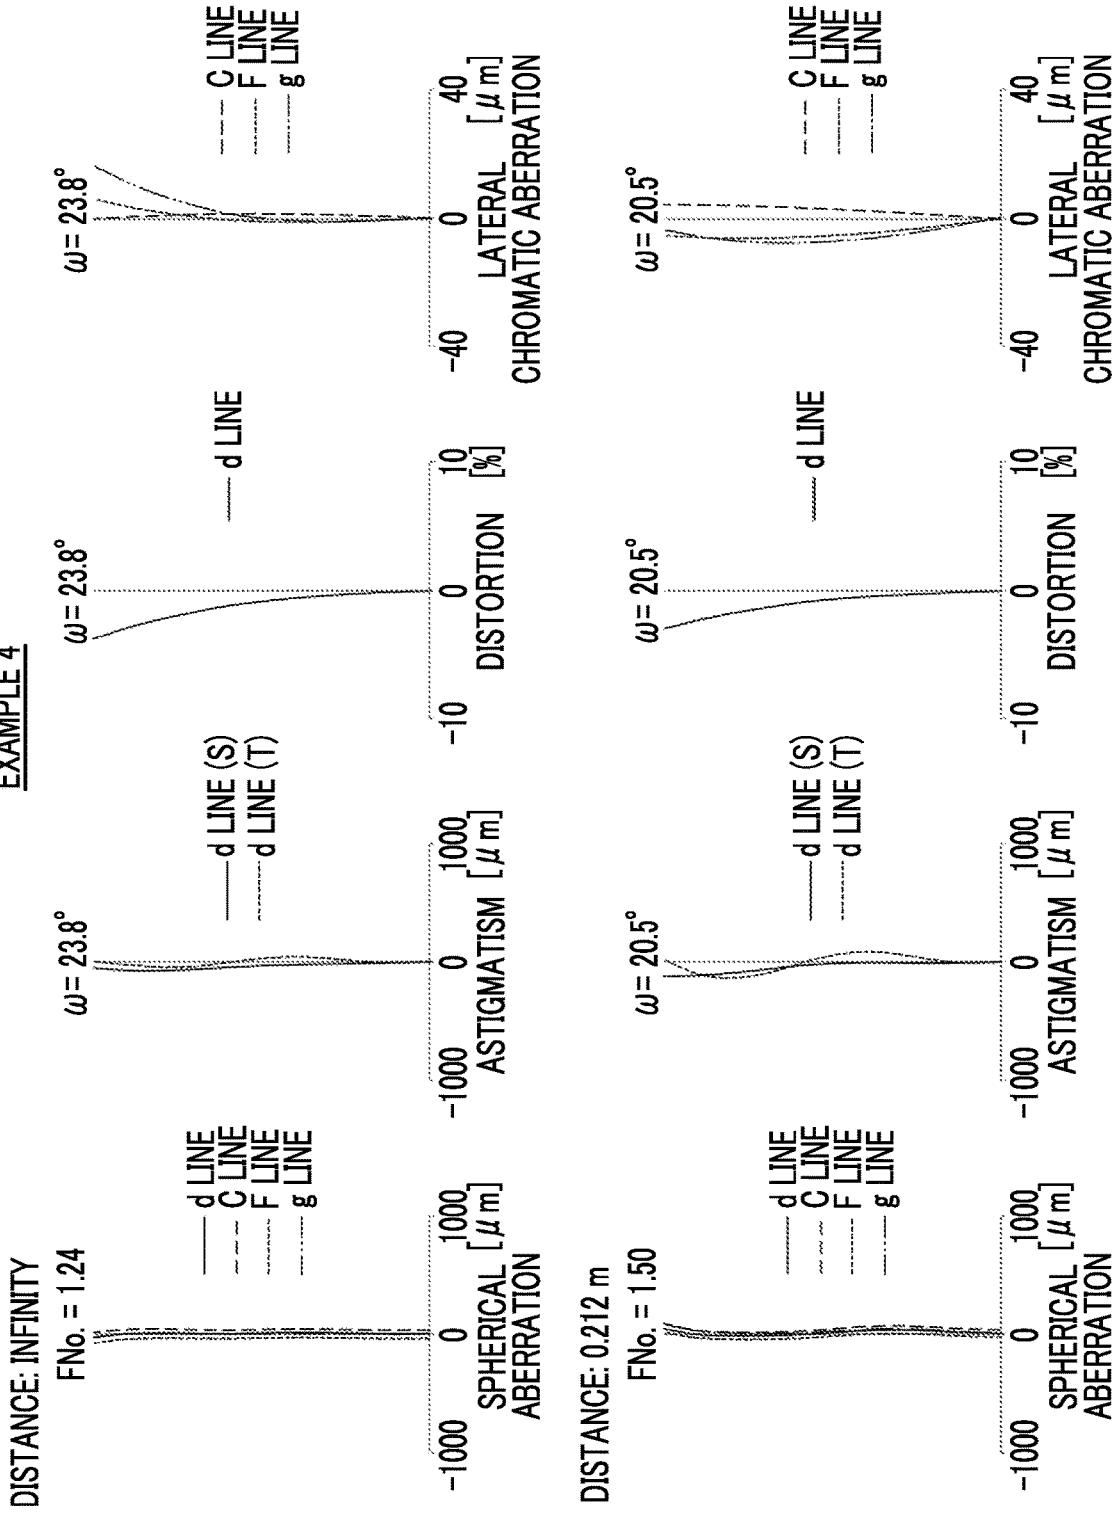 EXAMPLE 4
DISTANCE: INFINITY
FNo. = 1.24
d LINE
C LINE
F LINE
g LINE
-1000
0
1000
SPHERICAL [μm]
ABERRATION
ω= 23.8°
d LINE (S)
d LINE (T)
-1000
0
1000
ASTIGMATISM [μm]
ω= 23.8°
d LINE
-10
0
10
DISTORTION [%]
ω= 23.8°
C LINE
F LINE
g LINE
-40
0
40
LATERAL [μm]
CHROMATIC ABERRATION
DISTANCE: 0.212 m
FNo. = 1.50
d LINE
C LINE
F LINE
g LINE
-1000
0
1000
SPHERICAL [μm]
ABERRATION
ω= 20.5°
d LINE (S)
d LINE (T)
-1000
0
1000
ASTIGMATISM [μm]
ω= 20.5°
d LINE
-10
0
10
DISTORTION [%]
ω= 20.5°
C LINE
F LINE
g LINE
-40
0
40
LATERAL [μm]
CHROMATIC ABERRATION